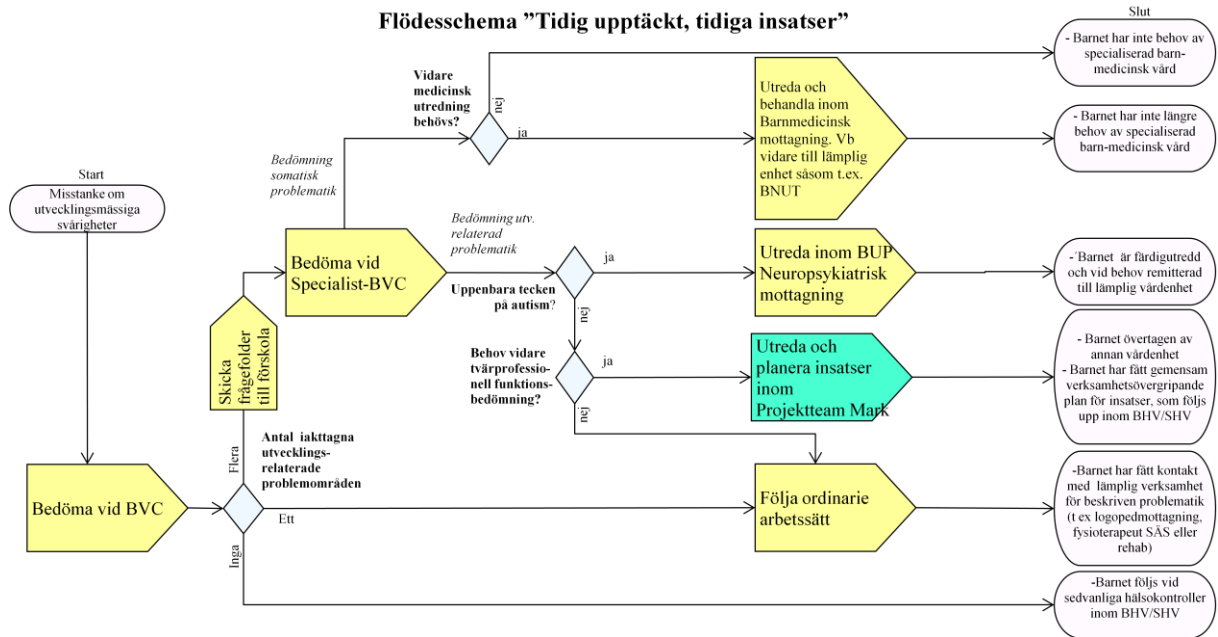 Flödesschema ”Tidig upptäckt, tidiga insatser”
Slut
- Barnet har inte behov av
specialiserad barn-
medicinsk vård
Vidare
medicinsk
utredning
behövs?
nej
ja
Utreda och
behandla inom
Barnmedicinsk
mottagning. Vb
vidare till lämplig
enhet såsom t.ex.
BNUT
- Barnet har inte längre
behov av specialiserad
barn-medicinsk vård
Bedömning
somatisk
problematik
Start
Misstanke om
utvecklingsmässiga
svårigheter
Bedömning utv.
relaterad
problematik
Bedöma vid
Specialist-BVC
Uppenbara tecken
på autism?
ja
nej
Utreda inom BUP
Neuropsykiatrisk
mottagning
-´Barnet är färdigutredd
och vid behov remitterad
till lämplig vårdenhet
Skicka
frågefolder
till förskola
Behov vidare
tvärprofessio-
nell funktions-
bedömning?
ja
nej
Utreda och
planera insatser
inom
Projektteam Mark
- Barnet övertagen av
annan vårdenhet
- Barnet har fått gemensam
verksamhetsövergripande
plan för insatser, som följs
upp inom BHV/SHV
Flera
Antal iakttagna
utvecklings-
relaterade
problemområden
Bedöma vid BVC
Ett
Inga
Följa ordinarie
arbetssätt
-Barnet har fått kontakt
med lämplig verksamhet
för beskriven problematik
(t ex logopedmottagning,
fysioterapeut SÄS eller
rehab)
-Barnet följs vid
sedvanliga hälsokontroller
inom BHV/SHV